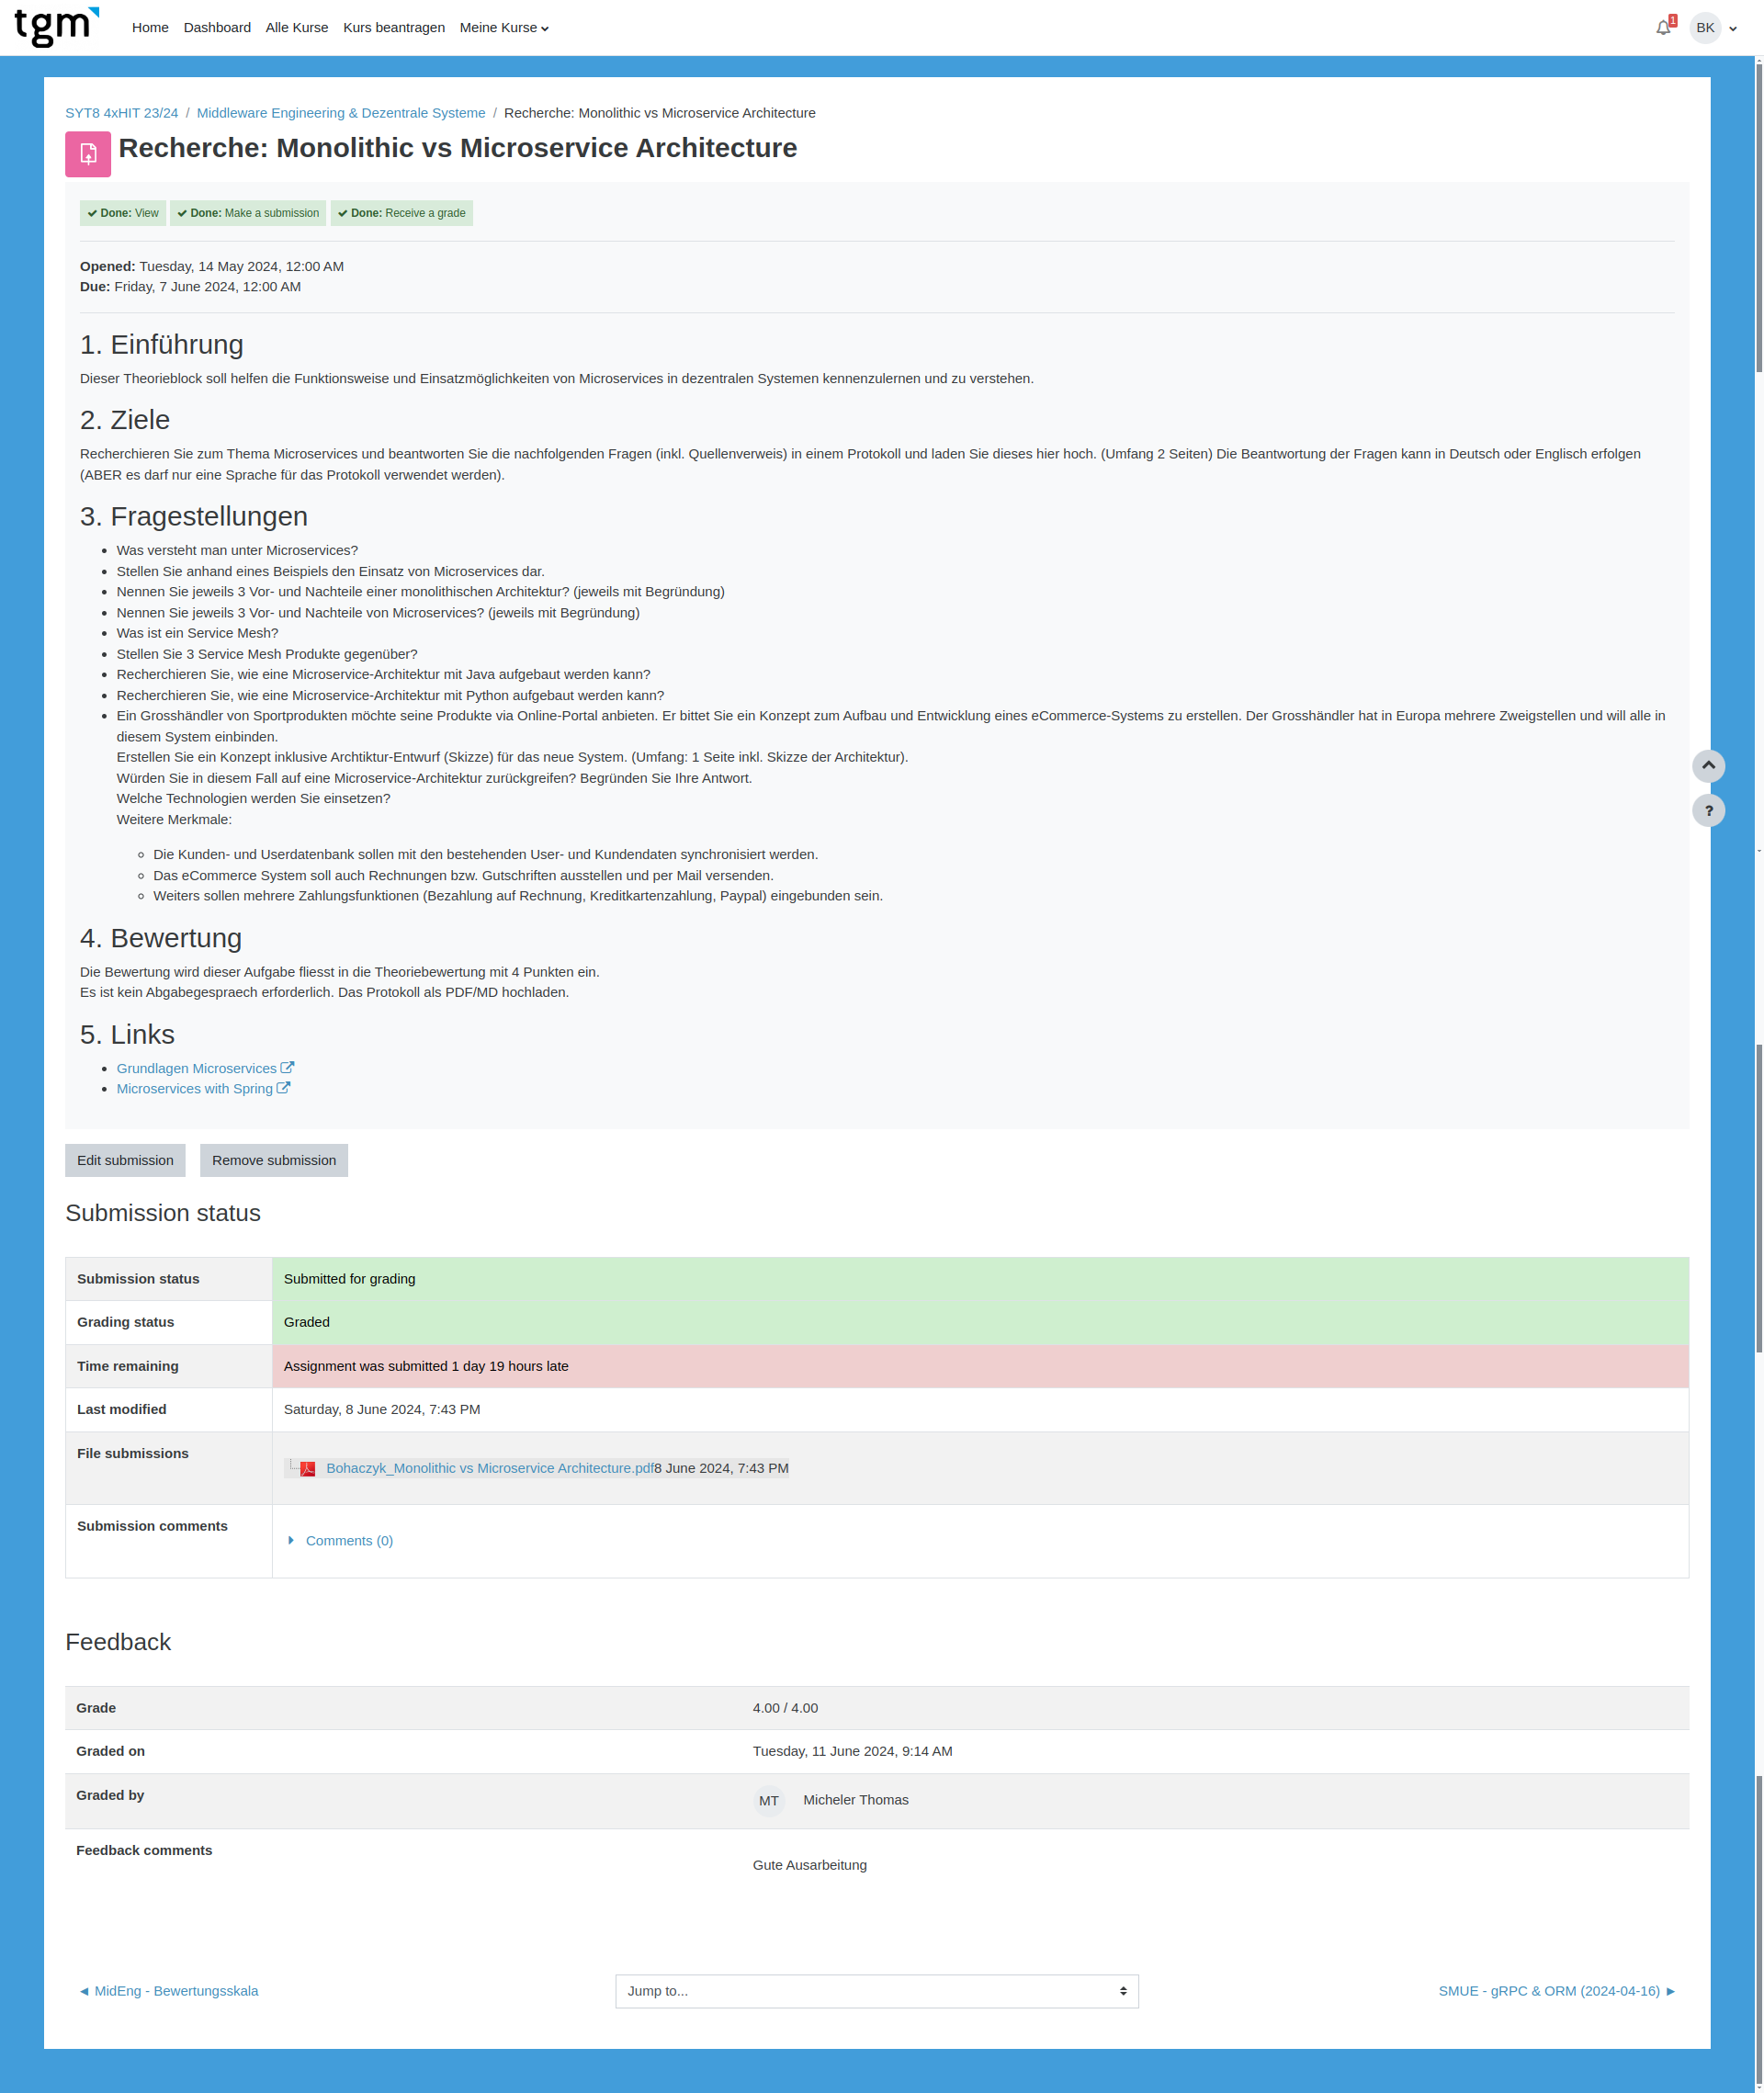 tgm
Home Dashboard Alle Kurse Kurs beantragen Meine Kurse
1
BK
SYT8 4xHIT 23/24 / Middleware Engineering & Dezentrale Systeme / Recherche: Monolithic vs Microservice Architecture
Recherche: Monolithic vs Microservice Architecture
Done: View Done: Make a submission Done: Receive a grade
Opened: Tuesday, 14 May 2024, 12:00 AM
Due: Friday, 7 June 2024, 12:00 AM
1. Einführung
Dieser Theorieblock soll helfen die Funktionsweise und Einsatzmöglichkeiten von Microservices in dezentralen Systemen kennenzulernen und zu verstehen.
2. Ziele
Recherchieren Sie zum Thema Microservices und beantworten Sie die nachfolgenden Fragen (inkl. Quellenverweis) in einem Protokoll und laden Sie dieses hier hoch. (Umfang 2 Seiten) Die Beantwortung der Fragen kann in Deutsch oder Englisch erfolgen
(ABER es darf nur eine Sprache für das Protokoll verwendet werden).
3. Fragestellungen
• Was versteht man unter Microservices?
• Stellen Sie anhand eines Beispiels den Einsatz von Microservices dar.
• Nennen Sie jeweils 3 Vor- und Nachteile einer monolithischen Architektur? (jeweils mit Begründung)
• Nennen Sie jeweils 3 Vor- und Nachteile von Microservices? (jeweils mit Begründung)
• Was ist ein Service Mesh?
• Stellen Sie 3 Service Mesh Produkte gegenüber?
• Recherchieren Sie, wie eine Microservice-Architektur mit Java aufgebaut werden kann?
• Recherchieren Sie, wie eine Microservice-Architektur mit Python aufgebaut werden kann?
• Ein Grosshändler von Sportprodukten möchte seine Produkte via Online-Portal anbieten. Er bittet Sie ein Konzept zum Aufbau und Entwicklung eines eCommerce-Systems zu erstellen. Der Grosshändler hat in Europa mehrere Zweigstellen und will alle in
diesem System einbinden.
Erstellen Sie ein Konzept inklusive Archtiktur-Entwurf (Skizze) für das neue System. (Umfang: 1 Seite inkl. Skizze der Architektur).
Würden Sie in diesem Fall auf eine Microservice-Architektur zurückgreifen? Begründen Sie Ihre Antwort.
Welche Technologien werden Sie einsetzen?
?
Weitere Merkmale:
◦ Die Kunden- und Userdatenbank sollen mit den bestehenden User- und Kundendaten synchronisiert werden.
◦ Das eCommerce System soll auch Rechnungen bzw. Gutschriften ausstellen und per Mail versenden.
◦ Weiters sollen mehrere Zahlungsfunktionen (Bezahlung auf Rechnung, Kreditkartenzahlung, Paypal) eingebunden sein.
4. Bewertung
Die Bewertung wird dieser Aufgabe fliesst in die Theoriebewertung mit 4 Punkten ein.
Es ist kein Abgabegespraech erforderlich. Das Protokoll als PDF/MD hochladen.
5. Links
• Grundlagen Microservices
• Microservices with Spring
Edit submission Remove submission
Submission status
Submission status Submitted for grading
Grading status Graded
Time remaining Assignment was submitted 1 day 19 hours late
Last modified Saturday, 8 June 2024, 7:43 PM
File submissions Bohaczyk_Monolithic vs Microservice Architecture.pdf8 June 2024, 7:43 PM
Submission comments Comments (0)
Feedback
Grade 4.00 / 4.00
Graded on Tuesday, 11 June 2024, 9:14 AM
Graded by MT Micheler Thomas
Feedback comments Gute Ausarbeitung
◄ MidEng - Bewertungsskala Jump to... SMUE - gRPC & ORM (2024-04-16) ►